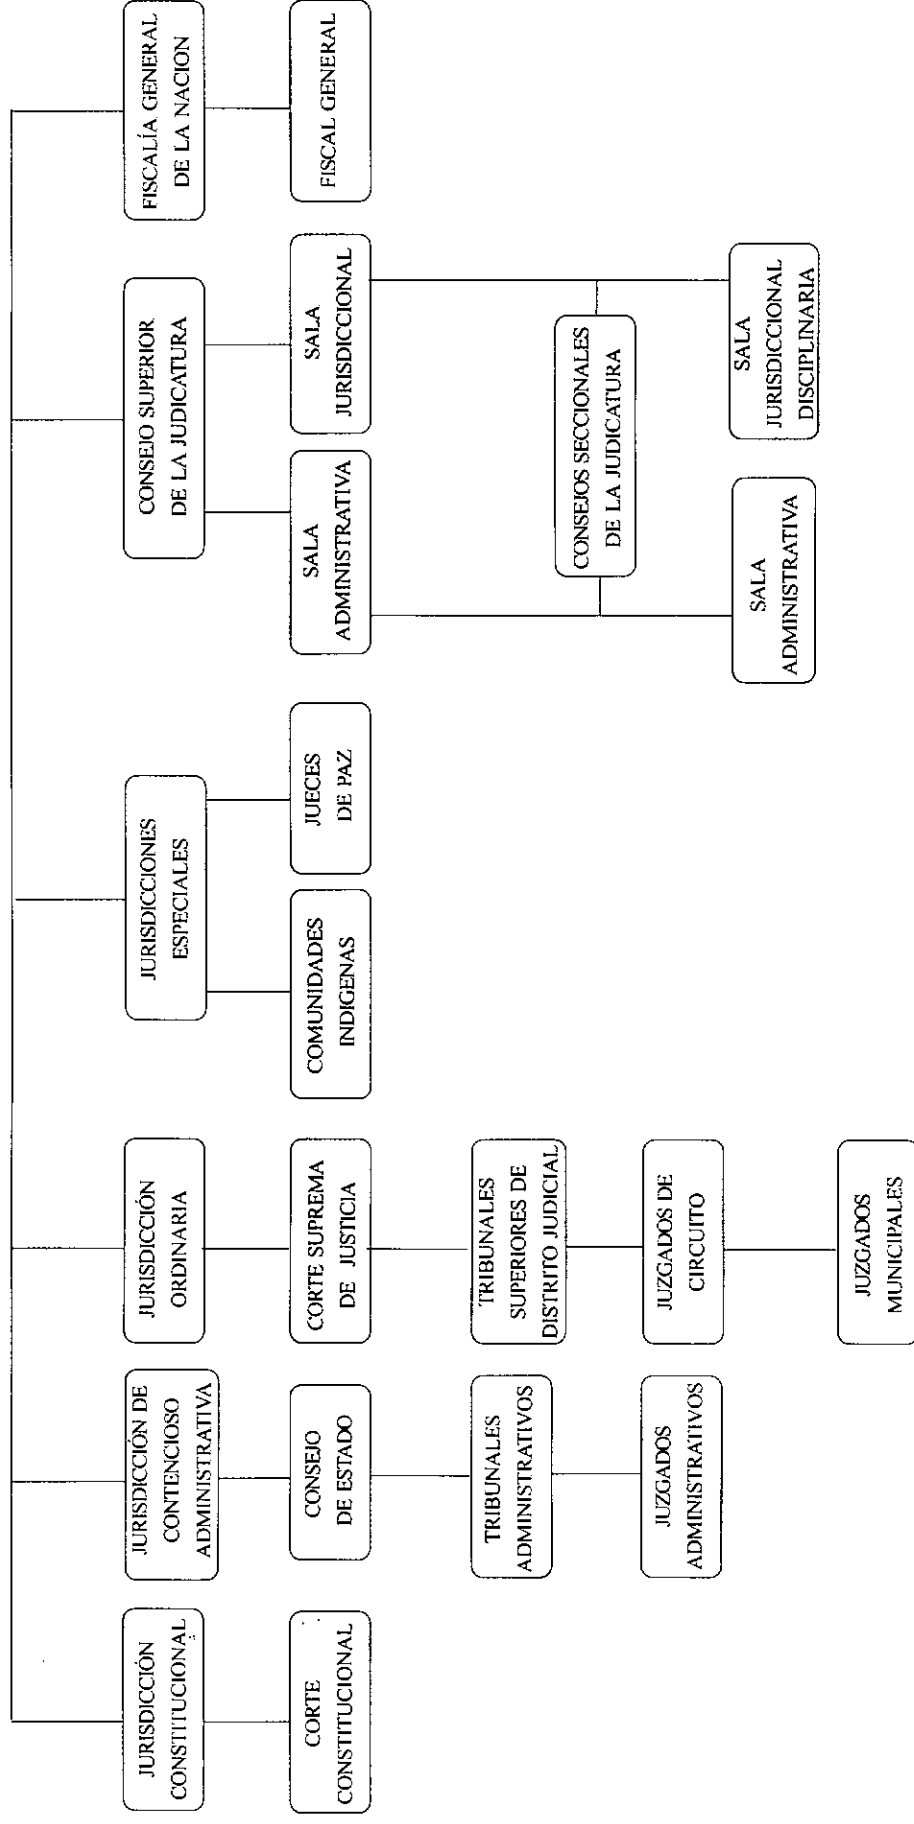 JURISDICCIÓN
CONSTITUCIONAL
JURISDICCIÓN DE
CONTENCIOSO
ADMINISTRATIVA
JURISDICCIÓN
ORDINARIA
JURISDICCIONES
ESPECIALES
CONSEJO SUPERIOR
DE LA JUDICATURA
FISCALÍA GENERAL
DE LA NACION
CORTE
CONSTITUCIONAL
CONSEJO
DE ESTADO
CORTE SUPREMA
DE JUSTICIA
COMUNIDADES
INDIGENAS
JUECES
DE PAZ
SALA
ADMINISTRATIVA
SALA
JURISDICCIONAL
FISCAL GENERAL
TRIBUNALES
ADMINISTRATIVOS
TRIBUNALES
SUPERIORES DE
DISTRITO JUDICIAL
CONSEJOS SECCIONALES
DE LA JUDICATURA
JUZGADOS
ADMINISTRATIVOS
JUZGADOS DE
CIRCUITO
SALA
ADMINISTRATIVA
SALA
JURISDICCIONAL
DISCIPLINARIA
JUZGADOS
MUNICIPALES